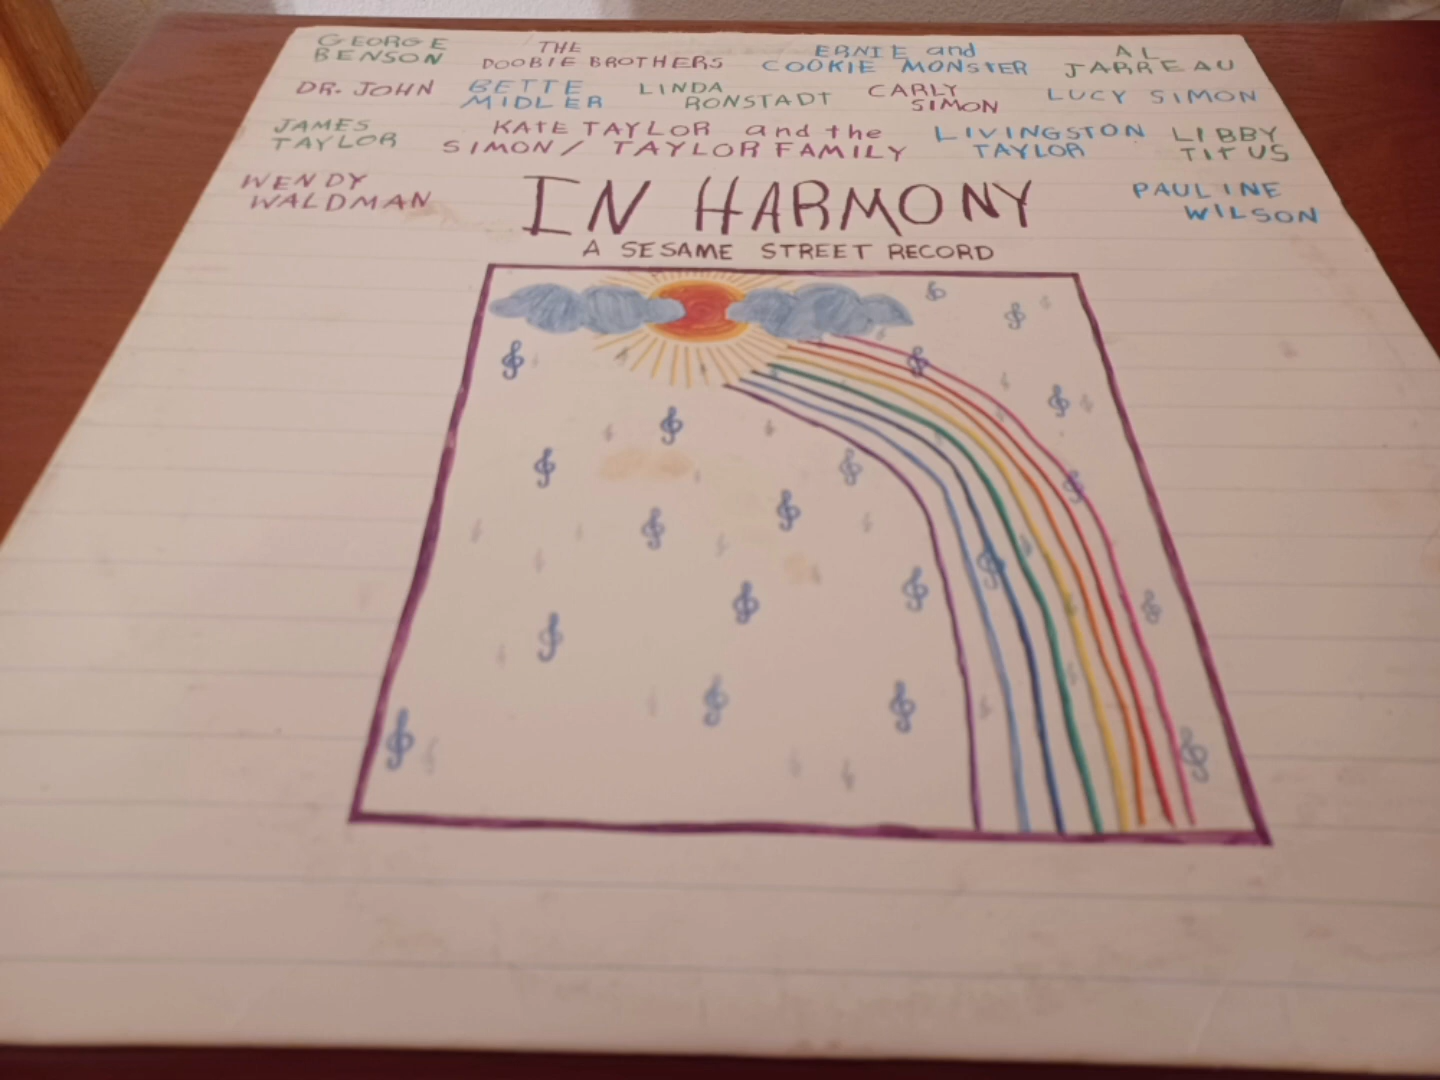 GEORGE BENSON
THE DOOBIE BROTHERS
ERNIE and COOKIE MONSTER
AL JARREAU
DR. JOHN
BETTE MIDLER
LINDA RONSTADT
CARLY SIMON
LUCY SIMON
JAMES TAYLOR
KATE TAYLOR and the
SIMON/ TAYLOR FAMILY
LIVINGSTON TAYLOR
LIBBY TITUS
WENDY WALDMAN
IN HARMONY
PAULINE WILSON
A SESAME STREET RECORD